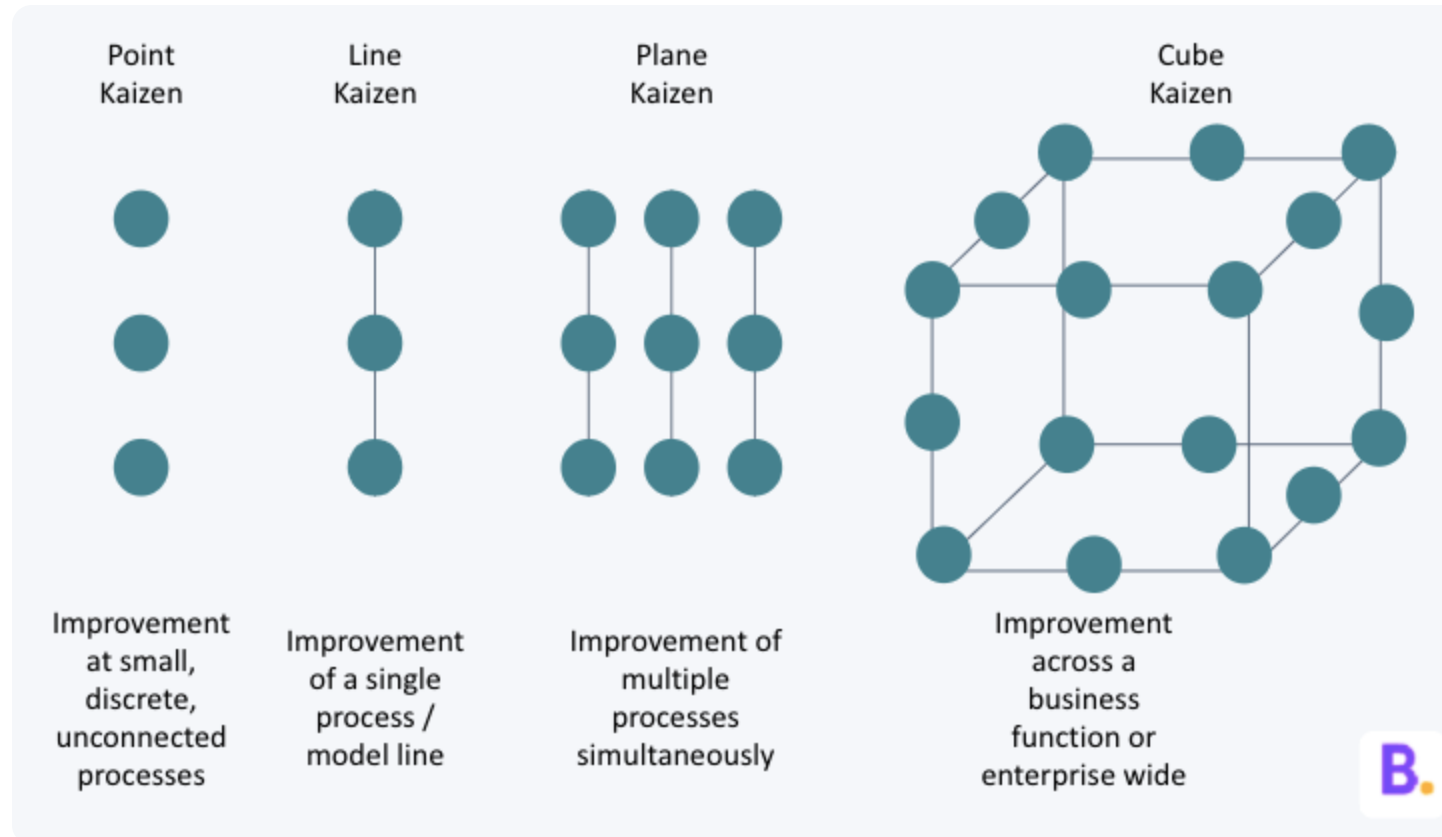 Point
Kaizen
Line
Kaizen
Plane
Kaizen
Cube
Kaizen
Improvement
at small,
discrete,
unconnected
processes
Improvement
of a single
process /
model line
Improvement of
multiple
processes
simultaneously
Improvement
across a
business
function or
enterprise wide
B.